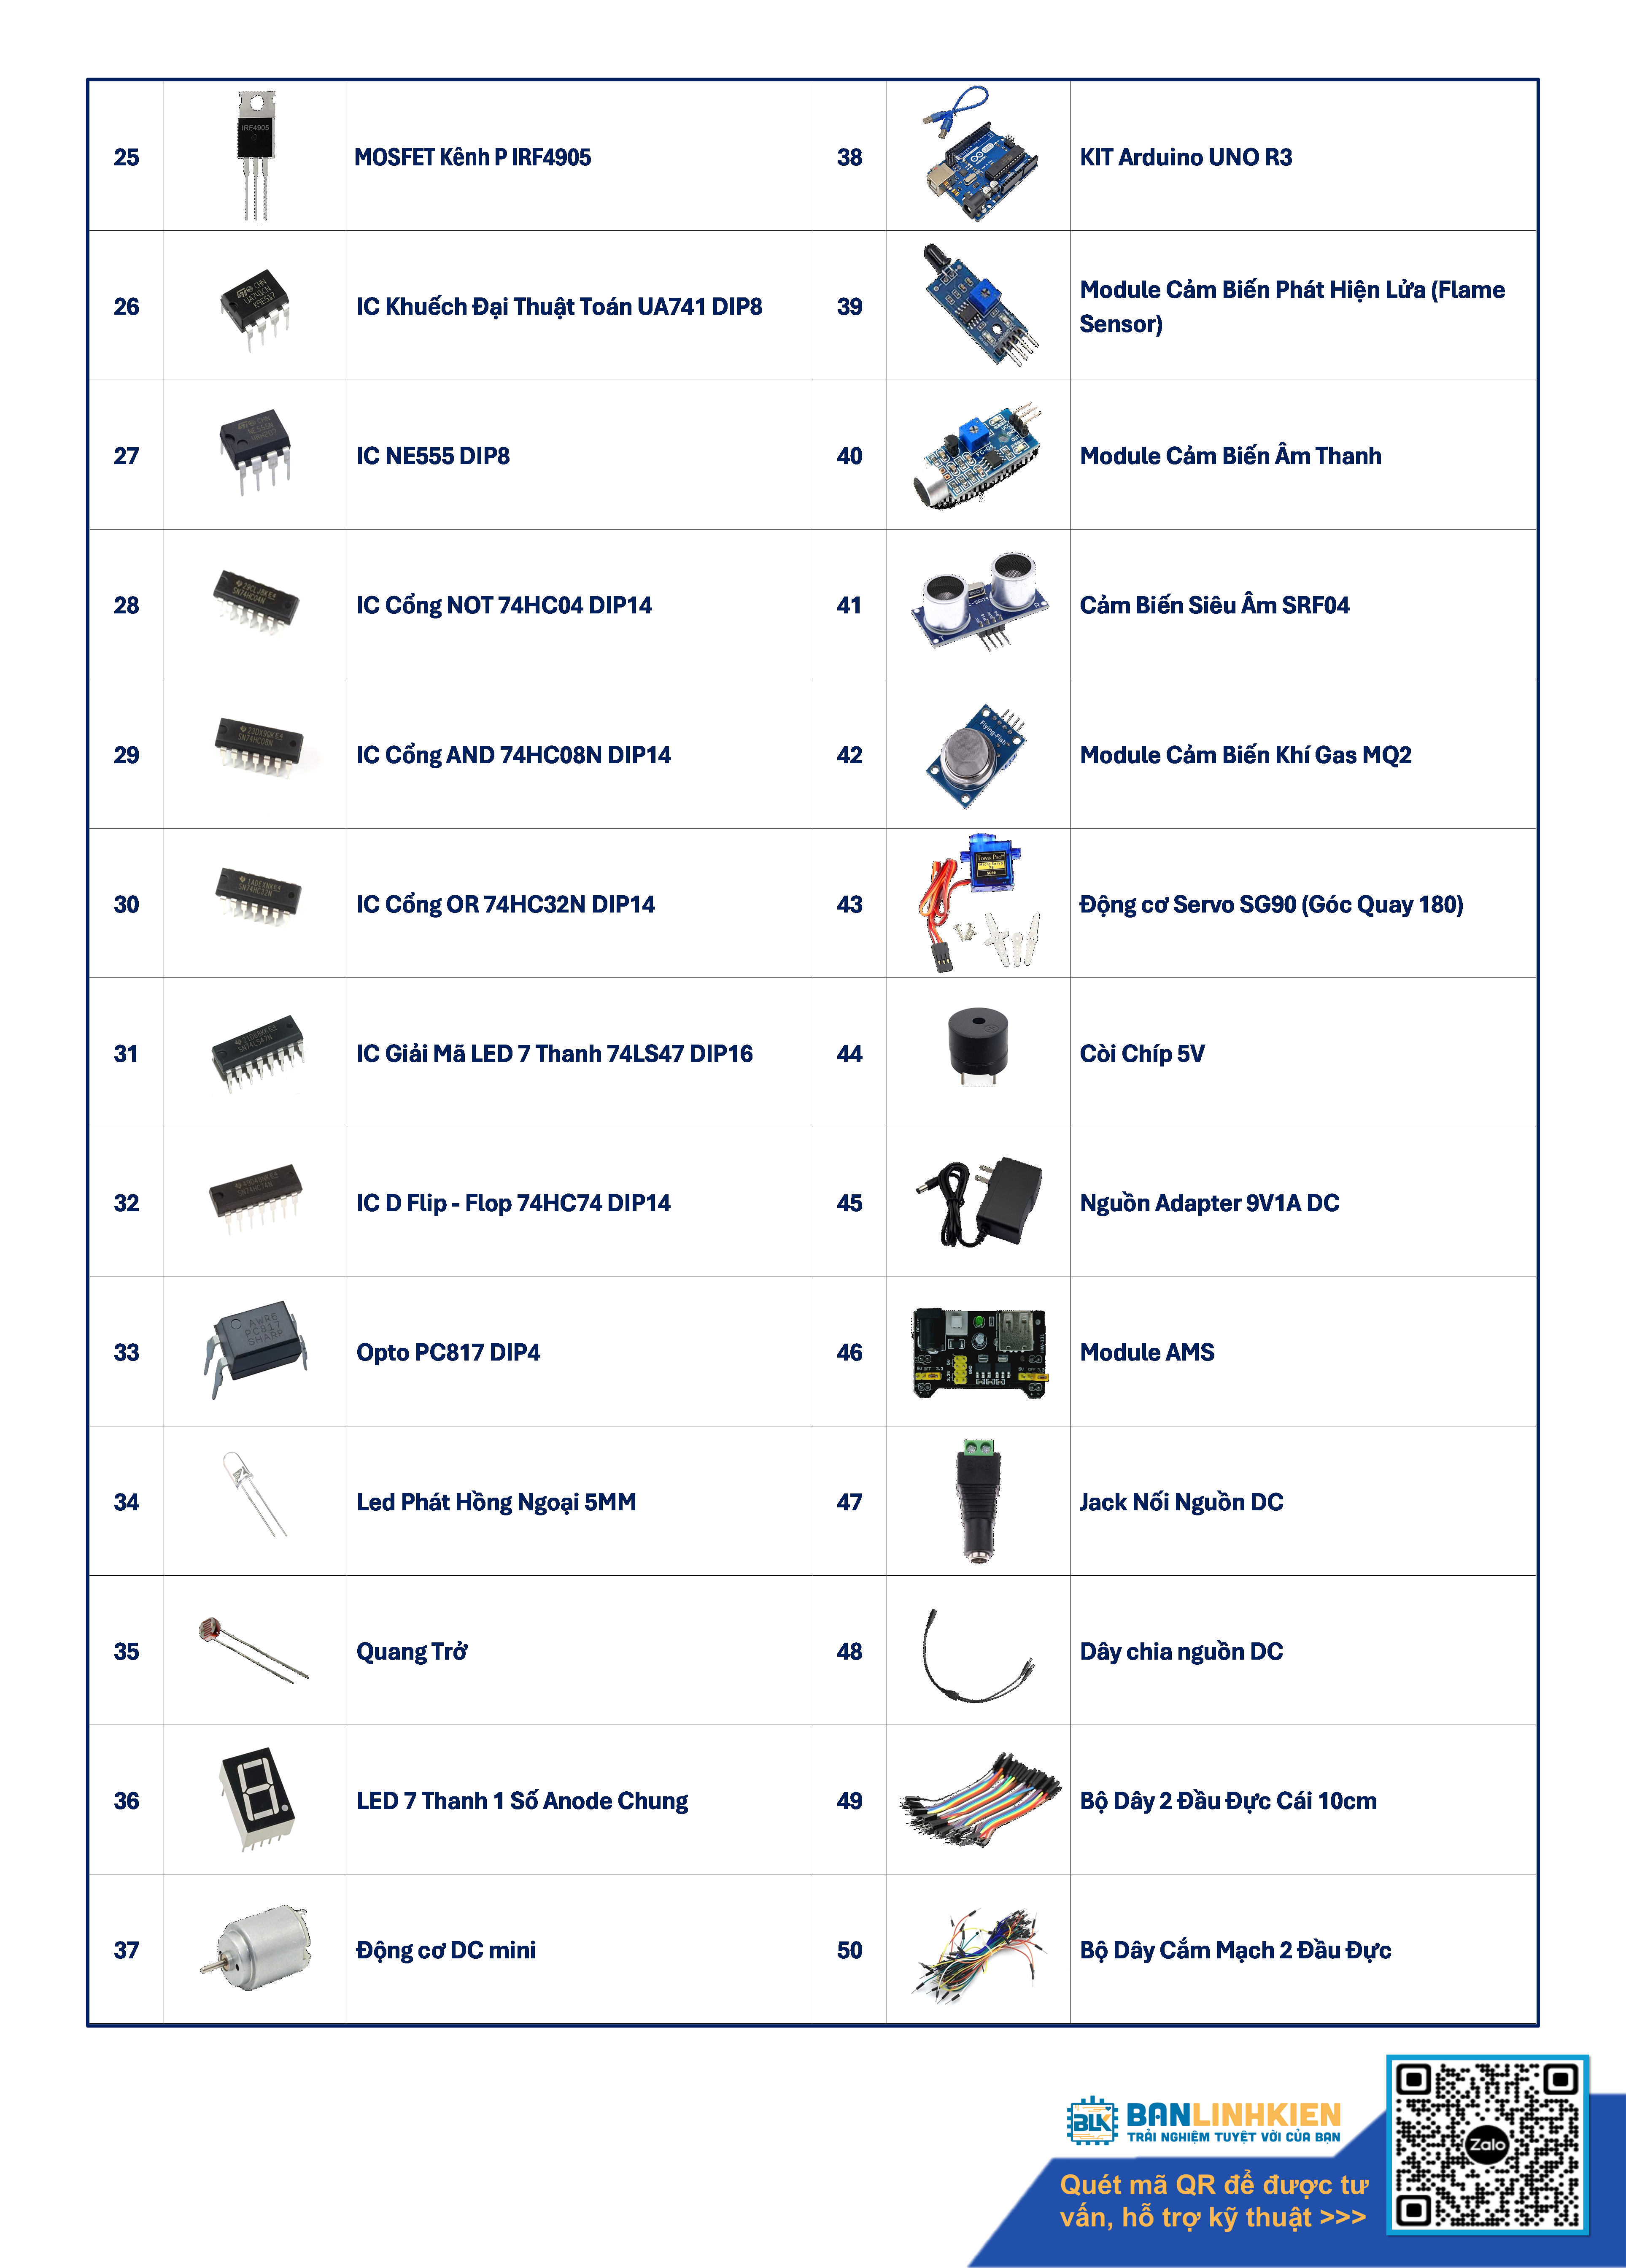 25
IRF4905
MOSFET Kênh P IRF4905
38
KIT Arduino UNO R3
26
IC Khuếch Đại Thuật Toán UA741 DIP8
39
Module Cảm Biến Phát Hiện Lửa (Flame
Sensor)
27
IC NE555 DIP8
40
Module Cảm Biến Âm Thanh
28
SN74HC04N
IC Cổng NOT 74HC04 DIP14
41
Cảm Biến Siêu Âm SRF04
29
SN74HC08N
IC Cổng AND 74HC08N DIP14
42
Flying-Fish
Module Cảm Biến Khí Gas MQ2
30
SN74HC32N
IC Cổng OR 74HC32N DIP14
43
Động cơ Servo SG90 (Góc Quay 180)
31
IC Giải Mã LED 7 Thanh 74LS47 DIP16
44
Còi Chíp 5V
32
IC D Flip - Flop 74HC74 DIP14
45
Nguồn Adapter 9V1A DC
33
PC817
SHARP
Opto PC817 DIP4
46
Module AMS
34
Led Phát Hồng Ngoại 5MM
47
Jack Nối Nguồn DC
35
Quang Trở
48
Dây chia nguồn DC
36
LED 7 Thanh 1 Số Anode Chung
49
Bộ Dây 2 Đầu Đực Cái 10cm
37
Động cơ DC mini
50
Bộ Dây Cắm Mạch 2 Đầu Đực
BLK
BANLINHKIEN
TRẢI NGHIỆM TUYỆT VỜI CỦA BẠN
Zalo
Quét mã QR để được tư
vấn, hỗ trợ kỹ thuật >>>